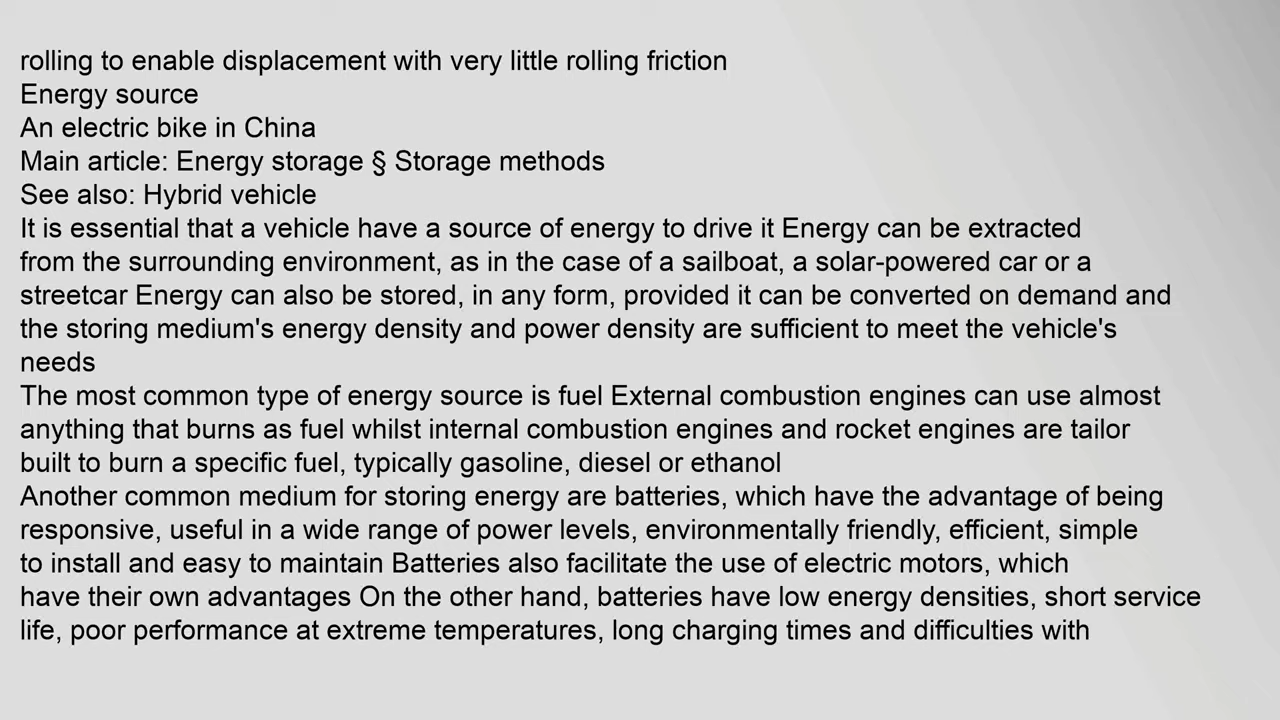 rolling to enable displacement with very little rolling friction
Energy source
An electric bike in China
Main article: Energy storage § Storage methods
See also: Hybrid vehicle
It is essential that a vehicle have a source of energy to drive it Energy can be extracted
from the surrounding environment, as in the case of a sailboat, a solar-powered car or a
streetcar Energy can also be stored, in any form, provided it can be converted on demand and
the storing medium's energy density and power density are sufficient to meet the vehicle's
needs
The most common type of energy source is fuel External combustion engines can use almost
anything that burns as fuel whilst internal combustion engines and rocket engines are tailor
built to burn a specific fuel, typically gasoline, diesel or ethanol
Another common medium for storing energy are batteries, which have the advantage of being
responsive, useful in a wide range of power levels, environmentally friendly, efficient, simple
to install and easy to maintain Batteries also facilitate the use of electric motors, which
have their own advantages On the other hand, batteries have low energy densities, short service
life, poor performance at extreme temperatures, long charging times and difficulties with